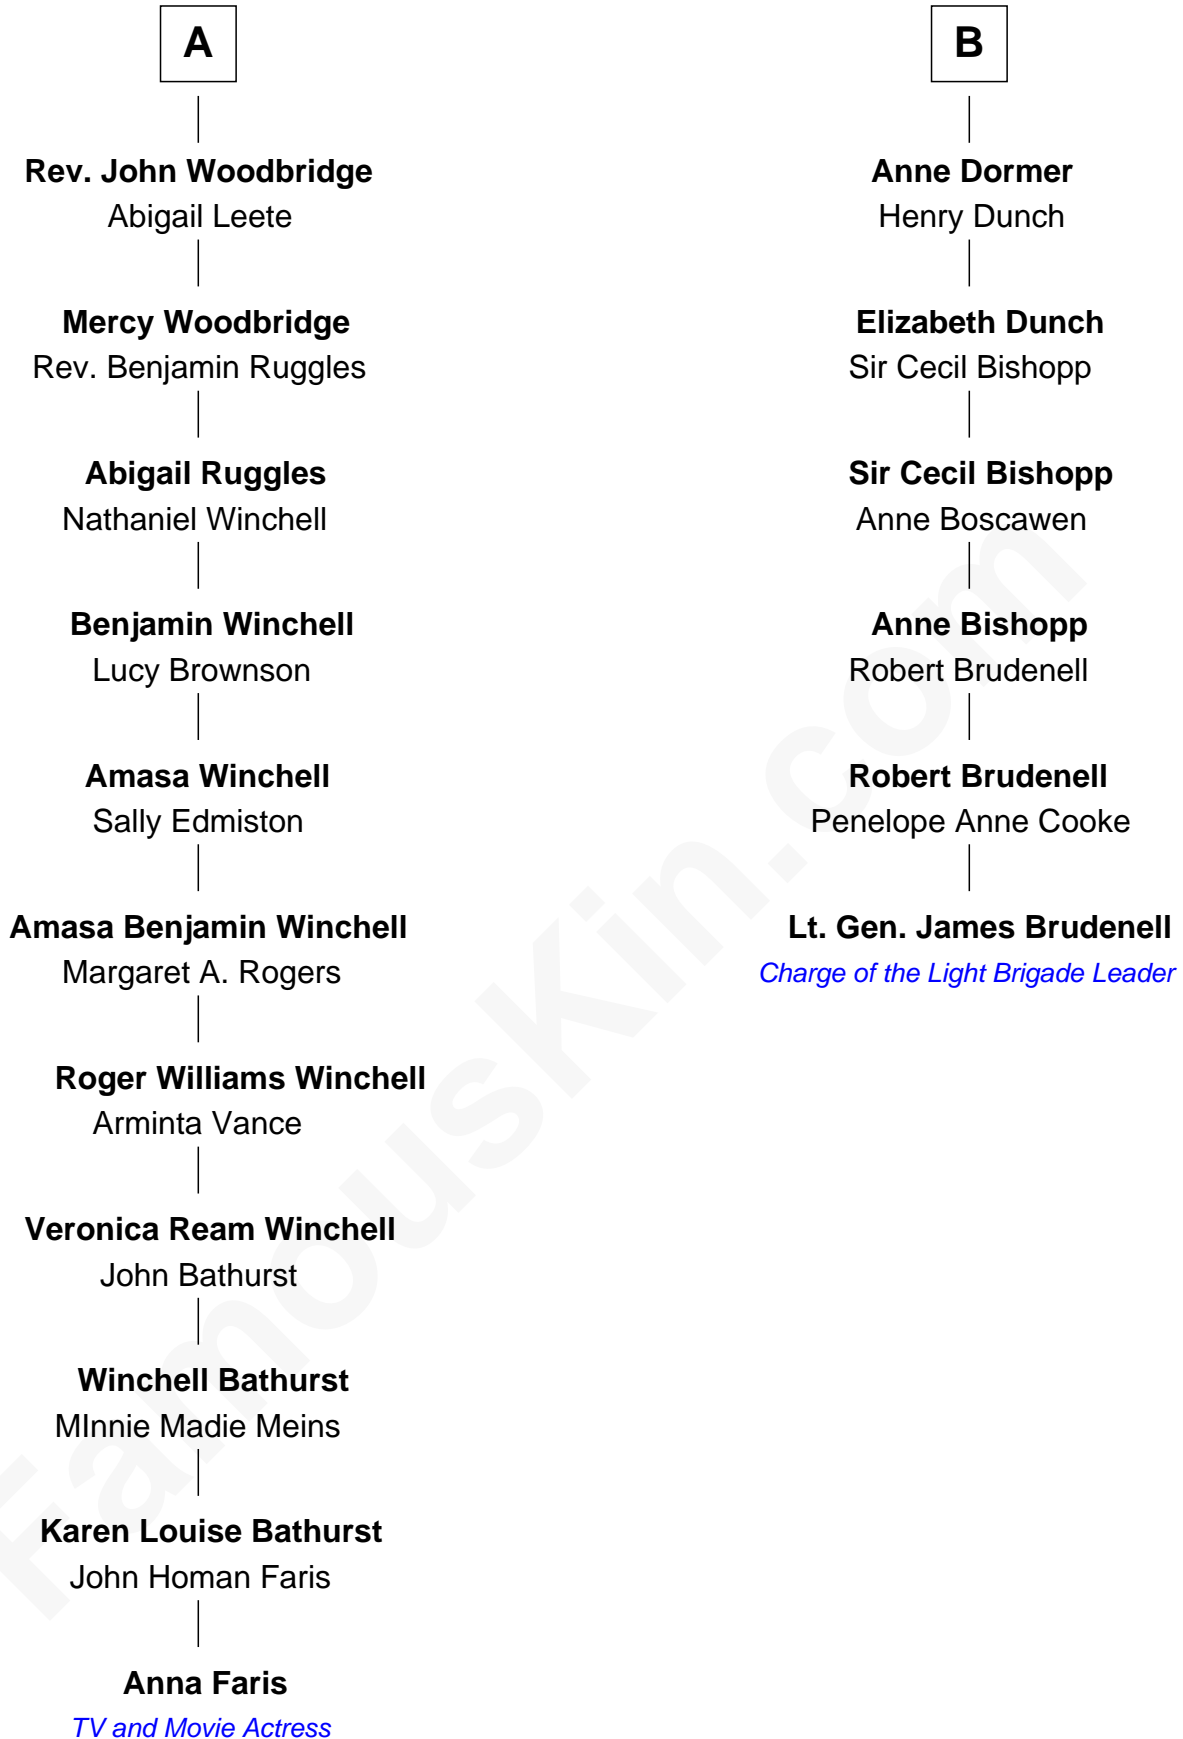 A
Rev. John Woodbridge
Abigail Leete
Mercy Woodbridge
Rev. Benjamin Ruggles
Abigail Ruggles
Nathaniel Winchell
Benjamin Winchell
Lucy Brownson
Amasa Winchell
Sally Edmiston
Amasa Benjamin Winchell
Margaret A. Rogers
Roger Williams Winchell
Arminta Vance
Veronica Ream Winchell
John Bathurst
Winchell Bathurst
MInnie Madie Meins
Karen Louise Bathurst
John Homan Faris
Anna Faris
TV and Movie Actress
B
Anne Dormer
Henry Dunch
Elizabeth Dunch
Sir Cecil Bishopp
Sir Cecil Bishopp
Anne Boscawen
Anne Bishopp
Robert Brudenell
Robert Brudenell
Penelope Anne Cooke
Lt. Gen. James Brudenell
Charge of the Light Brigade Leader
FamousKin.com